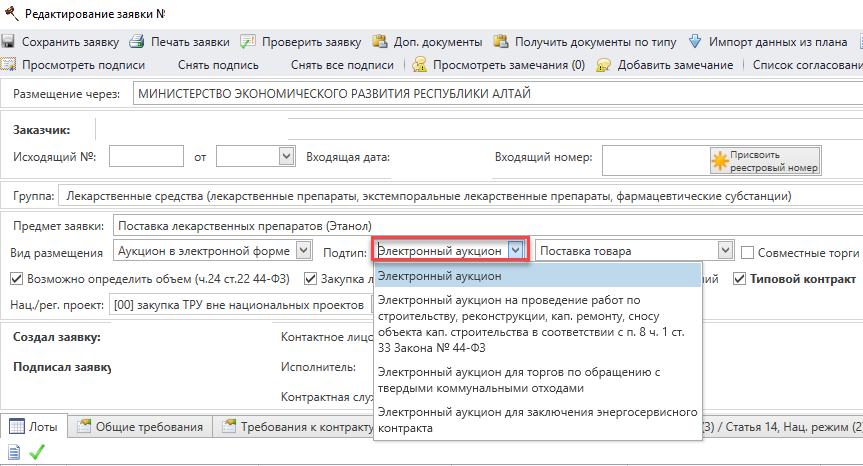 Редактирование заявки №
Сохранить заявку Печать заявки Проверить заявку Доп. документы Получить документы по типу Импорт данных из плана
Просмотреть подписи Снять подпись Снять все подписи Просмотреть замечания (0) Добавить замечание Список согласовани
Размещение через: МИНИСТЕРСТВО ЭКОНОМИЧЕСКОГО РАЗВИТИЯ РЕСПУБЛИКИ АЛТАЙ
Заказчик:
Исходящий №: от Входящая дата: Входящий номер: Присвоить
реестровый номер
Группа: Лекарственные средства (лекарственные препараты, экстемпоральные лекарственные препараты, фармацевтические субстанции)
Предмет заявки: Поставка лекарственных препаратов (Этанол)
Вид размещения Аукцион в электронной форме Подтип: Электронный аукцион Поставка товара Совместные торги
Возможно определить объем (ч.24 ст.22 44-ФЗ) Закупка л ий Типовой контракт
Нац./рег. проект: [00] закупка ТРУ вне национальных проектов
Электронный аукцион
Электронный аукцион на проведение работ по
строительству, реконструкции, кап. ремонту, сносу
объекта кап. строительства в соответствии с п. 8 ч. 1 ст.
33 Закона № 44-ФЗ
Электронный аукцион для торгов по обращению с
твердыми коммунальными отходами
Электронный аукцион для заключения энергосервисного
контракта
Создал заявку: Контактное лицо
Подписал заявку Исполнитель:
Контрактная слу
Лоты Общие требования Требования к контракту (3) / Статья 14, Нац. режим (2)